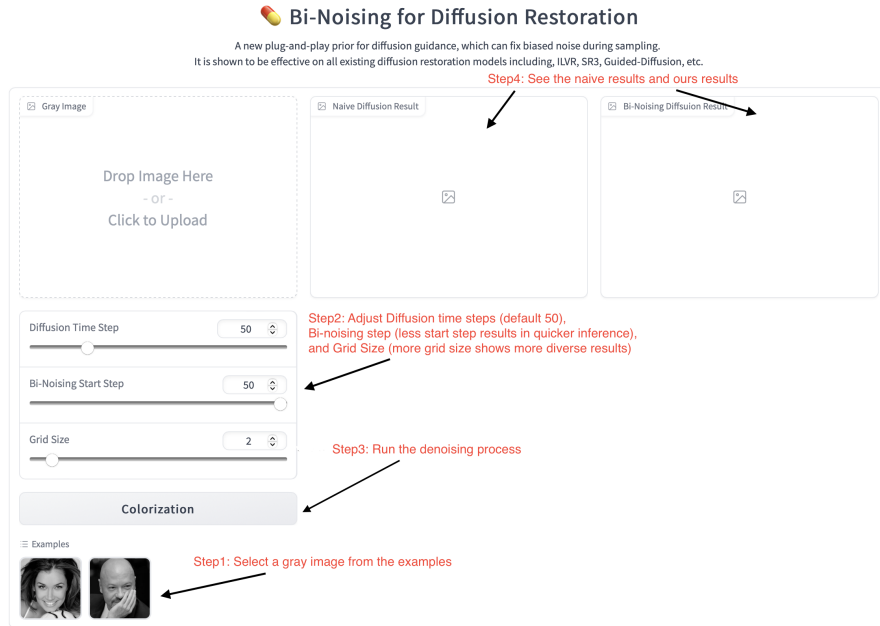 Bi-Noising for Diffusion Restoration
A new plug-and-play prior for diffusion guidance, which can fix biased noise during sampling.
It is shown to be effective on all existing diffusion restoration models including, ILVR, SR3, Guided-Diffusion, etc.
Step4: See the naive results and ours results
Gray Image
Naive Diffusion Result
Bi-Noising Diffsuion Result
Drop Image Here
- or -
Click to Upload
Diffusion Time Step
50
Step2: Adjust Diffusion time steps (default 50),
Bi-noising step (less start step results in quicker inference),
and Grid Size (more grid size shows more diverse results)
Bi-Noising Start Step
50
Grid Size
2
Step3: Run the denoising process
Colorization
Examples
Step1: Select a gray image from the examples